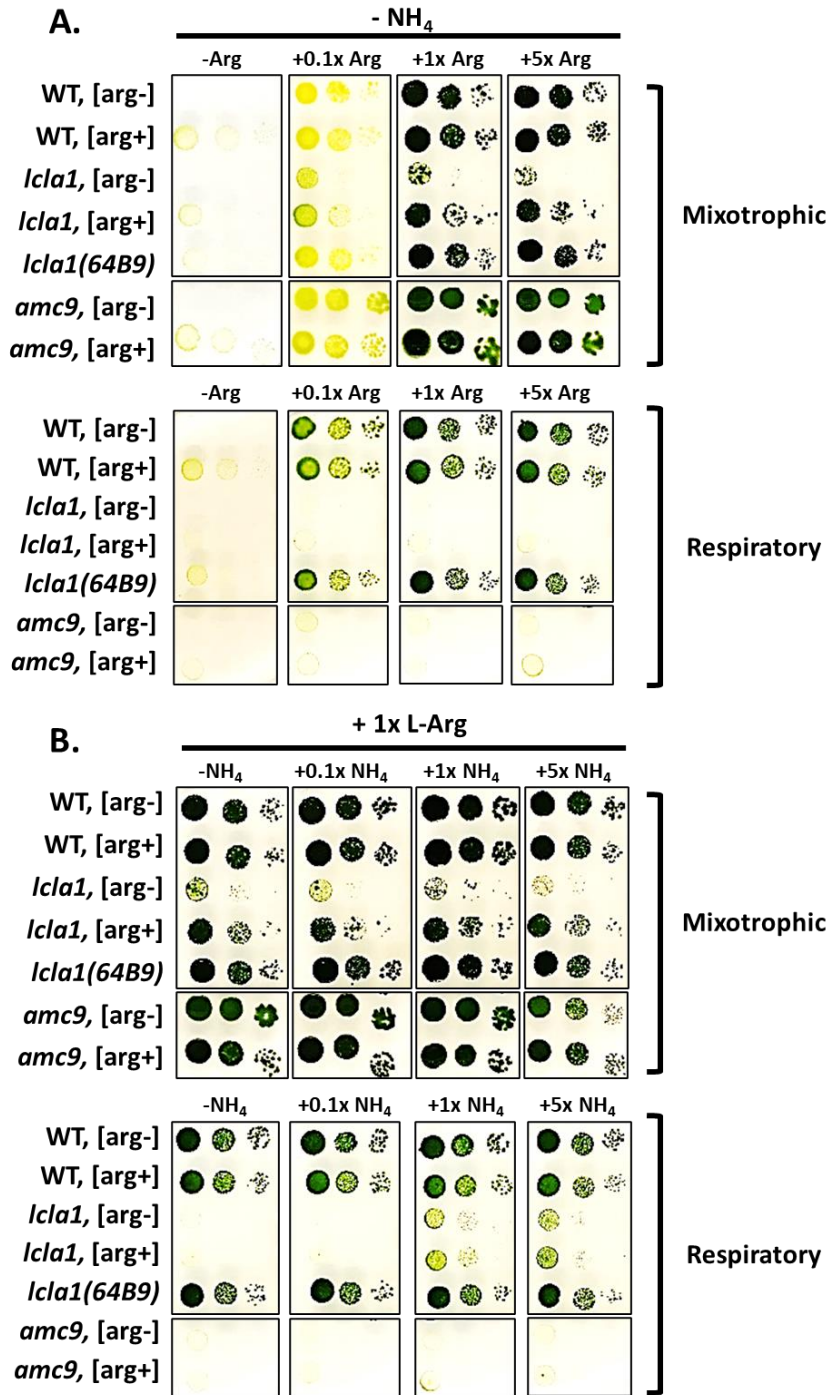 A.
- NH₄
-Arg +0.1x Arg +1x Arg +5x Arg
WT, [arg-]
WT, [arg+]
lcla1, [arg-]
lcla1, [arg+]
lcla1(64B9)
amc9, [arg-]
amc9, [arg+]
Mixotrophic
-Arg +0.1x Arg +1x Arg +5x Arg
WT, [arg-]
WT, [arg+]
lcla1, [arg-]
lcla1, [arg+]
lcla1(64B9)
amc9, [arg-]
amc9, [arg+]
Respiratory
B.
+ 1x L-Arg
-NH₄ +0.1x NH₄ +1x NH₄ +5x NH₄
WT, [arg-]
WT, [arg+]
lcla1, [arg-]
lcla1, [arg+]
lcla1(64B9)
amc9, [arg-]
amc9, [arg+]
Mixotrophic
-NH₄ +0.1x NH₄ +1x NH₄ +5x NH₄
WT, [arg-]
WT, [arg+]
lcla1, [arg-]
lcla1, [arg+]
lcla1(64B9)
amc9, [arg-]
amc9, [arg+]
Respiratory